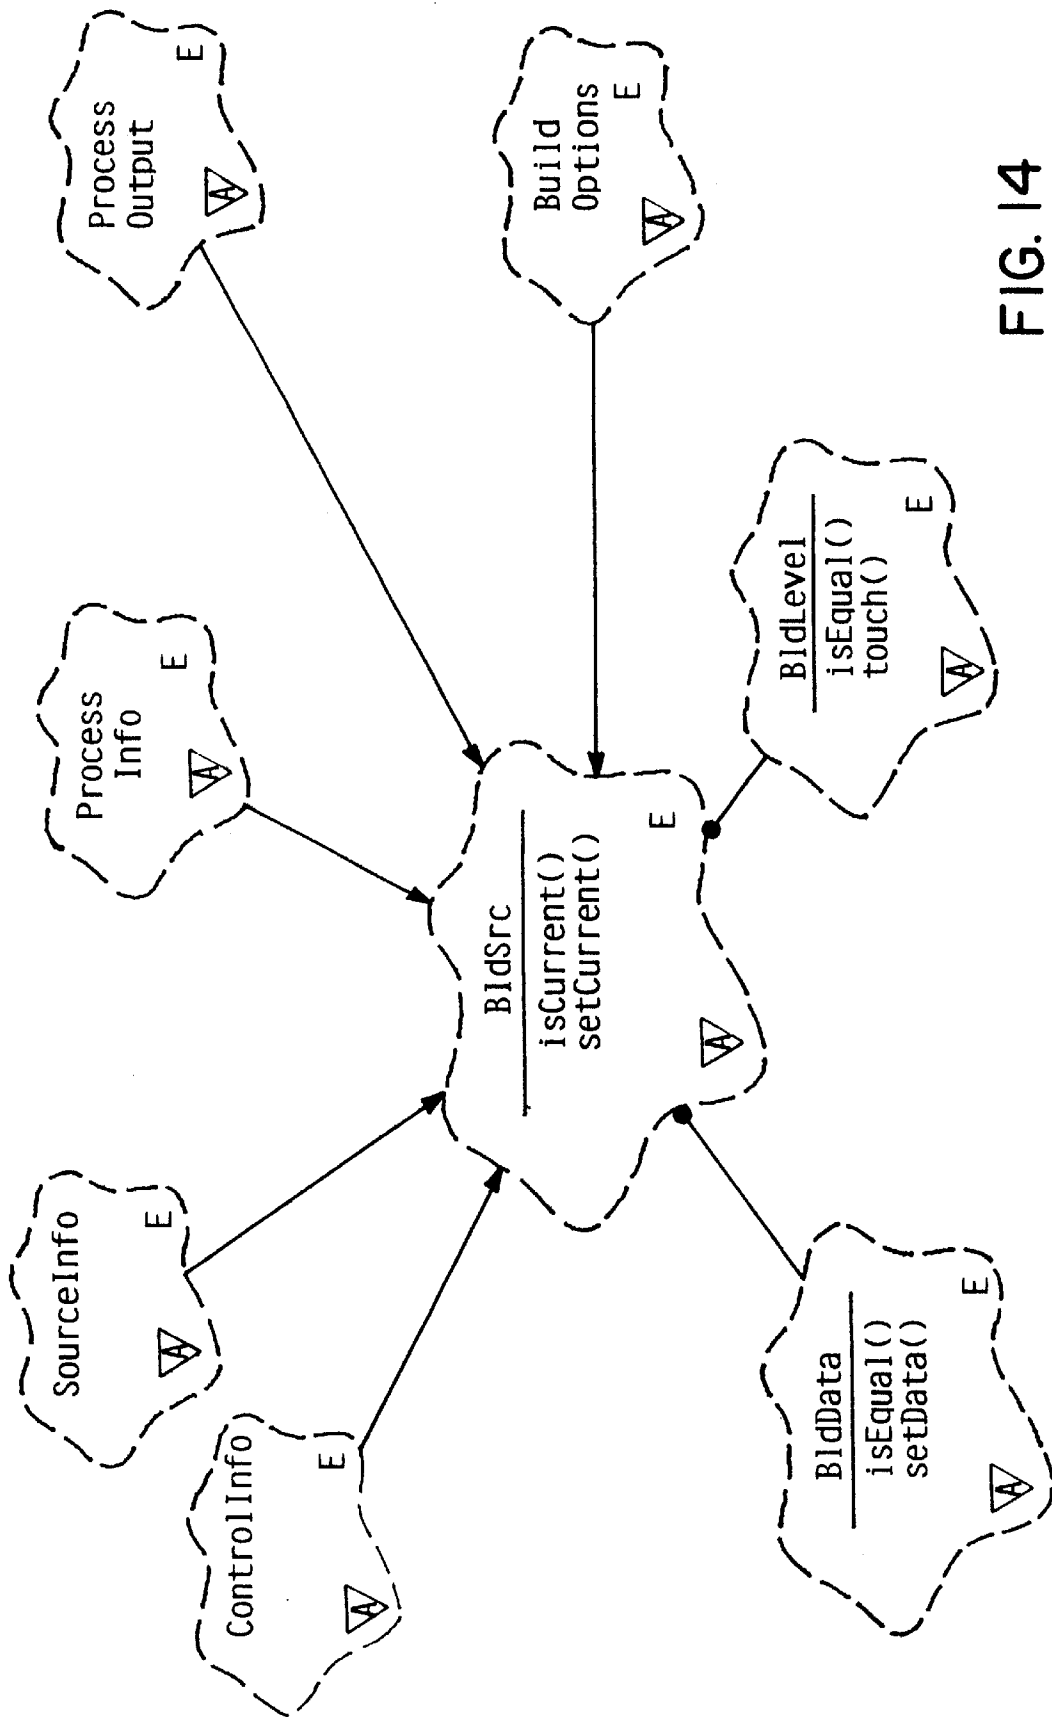 SourceInfo
E
A
ControlInfo
E
A
Process
Info
E
A
Process
Output
E
A
BldSrc
isCurrent()
setCurrent()
E
A
Build
Options
E
A
BldData
isEqual()
setData()
E
A
BldLevel
isEqual()
touch()
E
A
FIG. 14